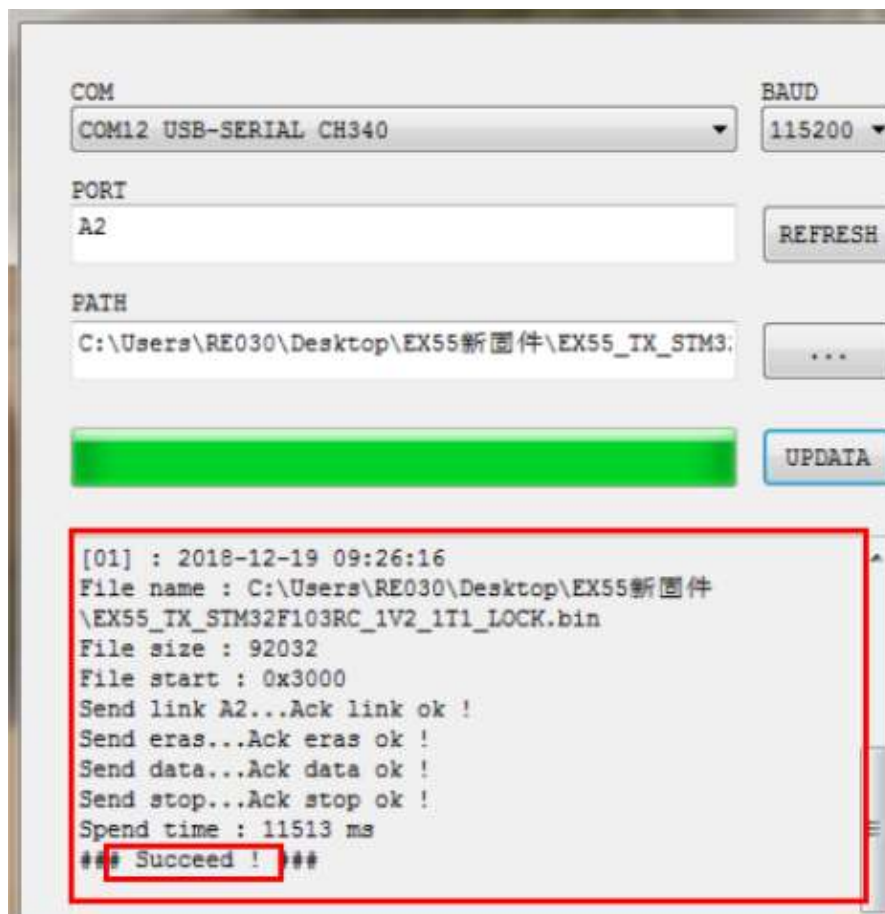 COM
BAUD
COM12 USB-SERIAL CH340
115200
PORT
A2
REFRESH
PATH
C:\Users\RE030\Desktop\EX55新固件\EX55_TX_STM3
...
UPDATA
[01] : 2018-12-19 09:26:16
File name : C:\Users\RE030\Desktop\EX55新固件
\EX55_TX_STM32F103RC_1V2_1T1_LOCK.bin
File size : 92032
File start : 0x3000
Send link A2...Ack link ok !
Send eras...Ack eras ok !
Send data...Ack data ok !
Send stop...Ack stop ok !
Spend time : 11513 ms
### Succeed ! ###